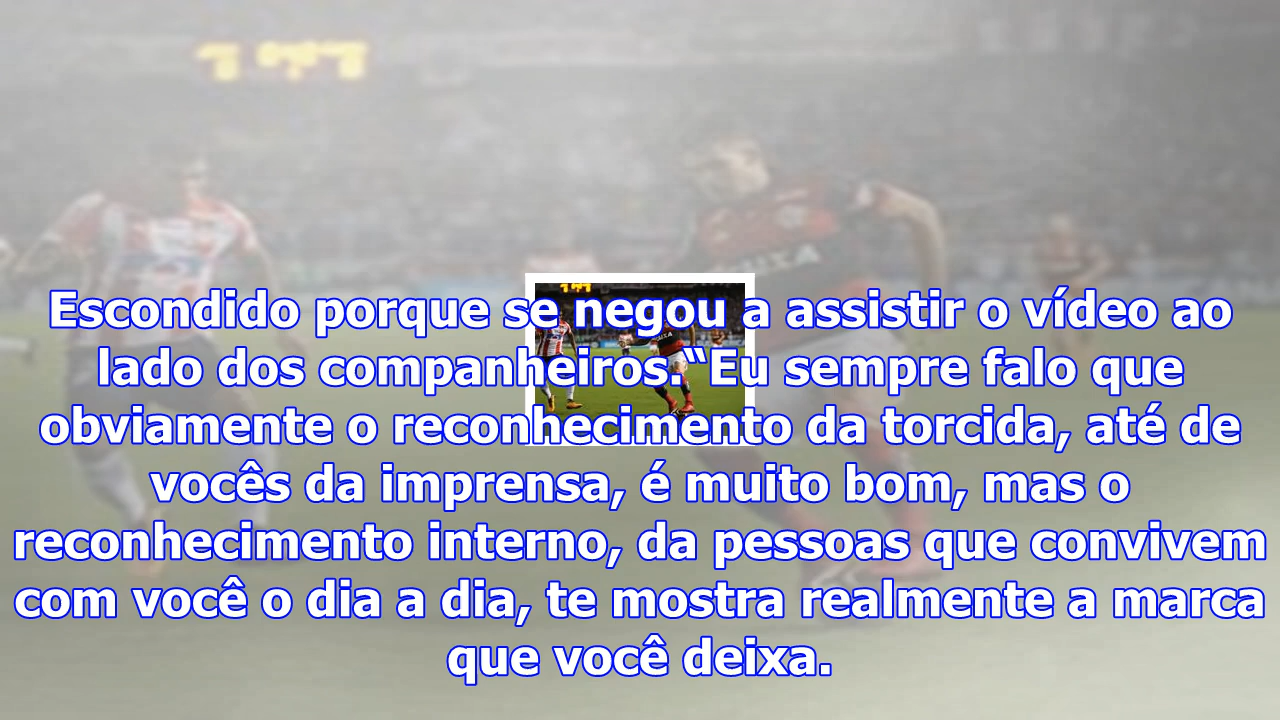 Escondido porque se negou a assistir o vídeo ao
lado dos companheiros “Eu sempre falo que
obviamente o reconhecimento da torcida, até de
vocês da imprensa, é muito bom, mas o
reconhecimento interno, da pessoas que convivem
com você o dia a dia, te mostra realmente a marca
que você deixa.
CAIXA